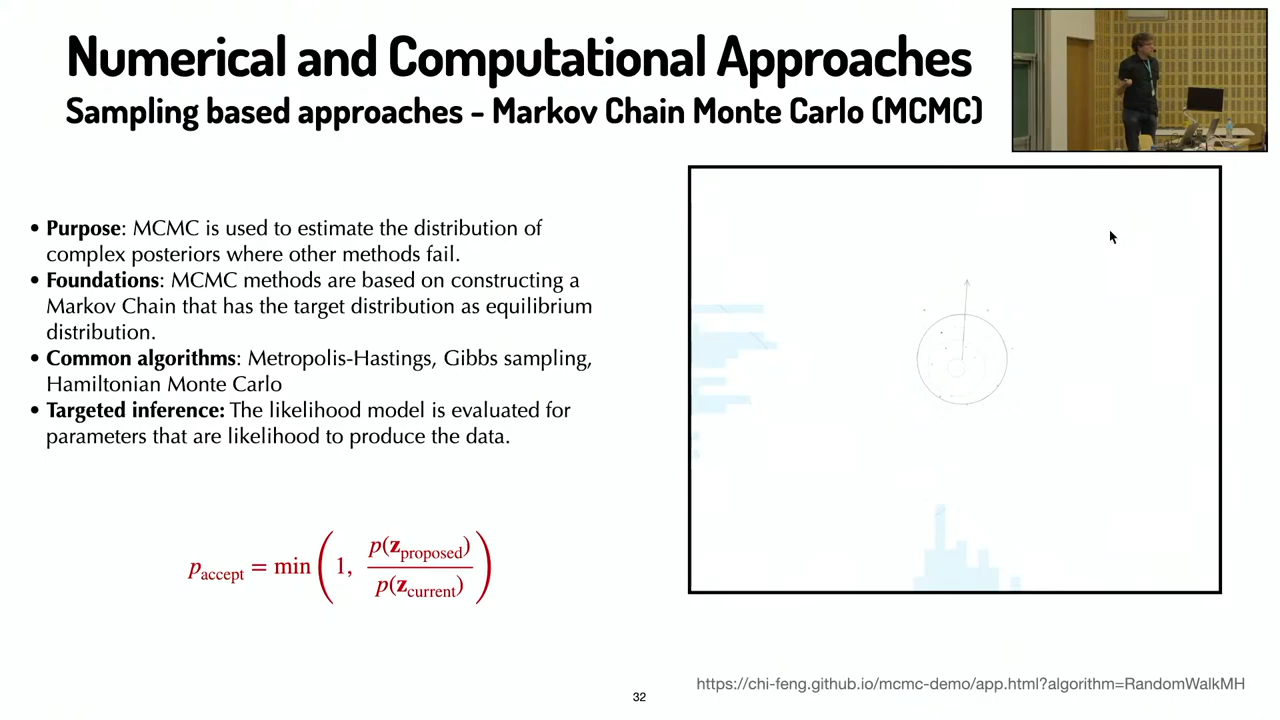 Numerical and Computational Approaches
Sampling based approaches - Markov Chain Monte Carlo (MCMC)
• Purpose: MCMC is used to estimate the distribution of
complex posteriors where other methods fail.
• Foundations: MCMC methods are based on constructing a
Markov Chain that has the target distribution as equilibrium
distribution.
• Common algorithms: Metropolis-Hastings, Gibbs sampling,
Hamiltonian Monte Carlo
• Targeted inference: The likelihood model is evaluated for
parameters that are likelihood to produce the data.
p_accept = min(1, p(z_proposed) / p(z_current))
https://chi-feng.github.io/mcmc-demo/app.html?algorithm=RandomWalkMH
32